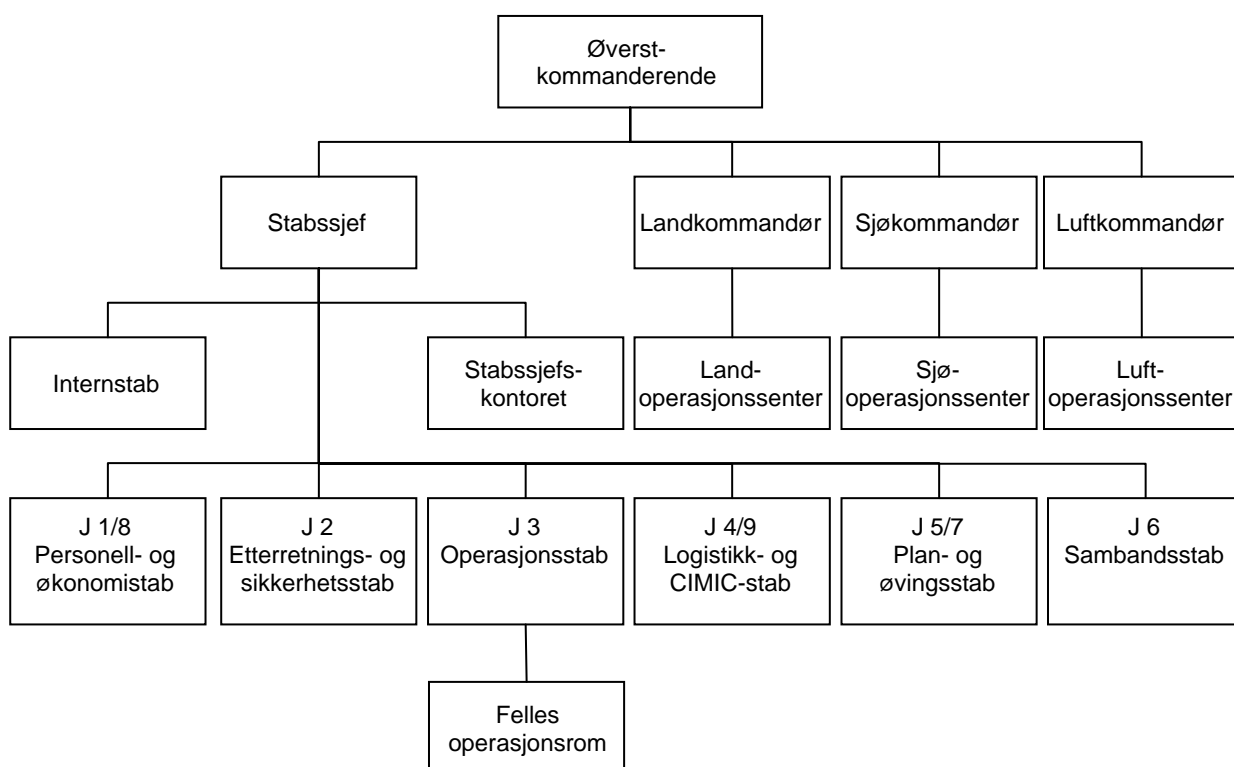 Øverst-
kommanderende
Stabssjef
Landkommandør
Sjøkommandør
Luftkommandør
Internstab
Stabssjefs-
kontoret
Land-
operasjonssenter
Sjø-
operasjonssenter
Luft-
operasjonssenter
J 1/8
Personell- og
økonomistab
J 2
Etterretnings- og
sikkerhetsstab
J 3
Operasjonsstab
J 4/9
Logistikk- og
CIMIC-stab
J 5/7
Plan- og
øvingsstab
J 6
Sambandsstab
Felles
operasjonsrom